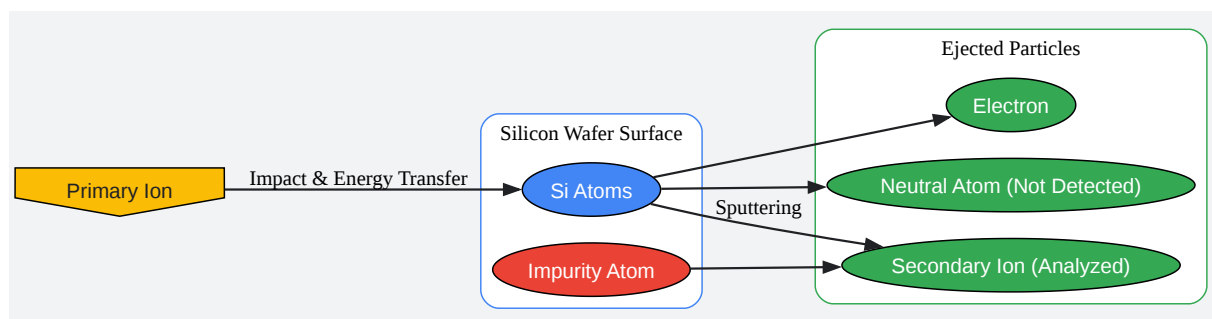 Ejected Particles
Electron
Silicon Wafer Surface
Primary Ion
Impact & Energy Transfer
Si Atoms
Neutral Atom (Not Detected)
Sputtering
Impurity Atom
Secondary Ion (Analyzed)